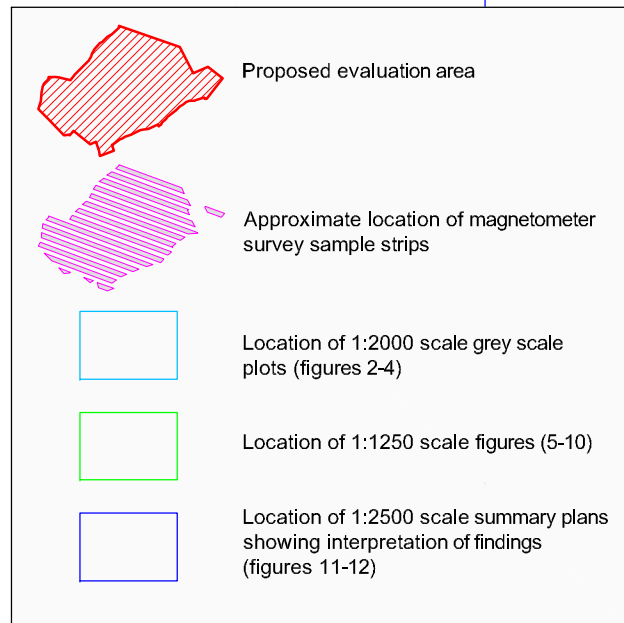 Proposed evaluation area
Approximate location of magnetometer
survey sample strips
Location of 1:2000 scale grey scale
plots (figures 2-4)
Location of 1:1250 scale figures (5-10)
Location of 1:2500 scale summary plans
showing interpretation of findings
(figures 11-12)